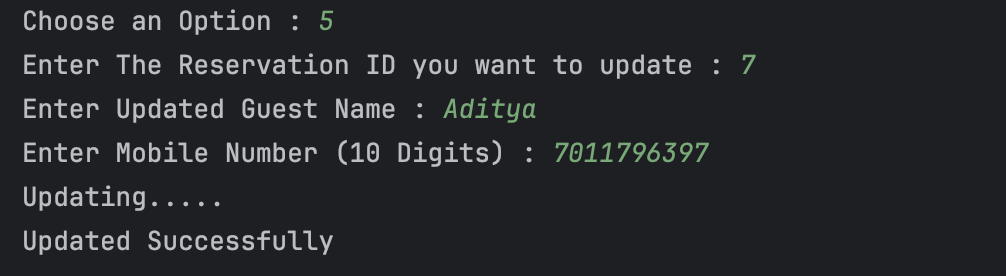 Choose an Option : 5
Enter The Reservation ID you want to update : 7
Enter Updated Guest Name : Aditya
Enter Mobile Number (10 Digits) : 7011796397
Updating.....
Updated Successfully